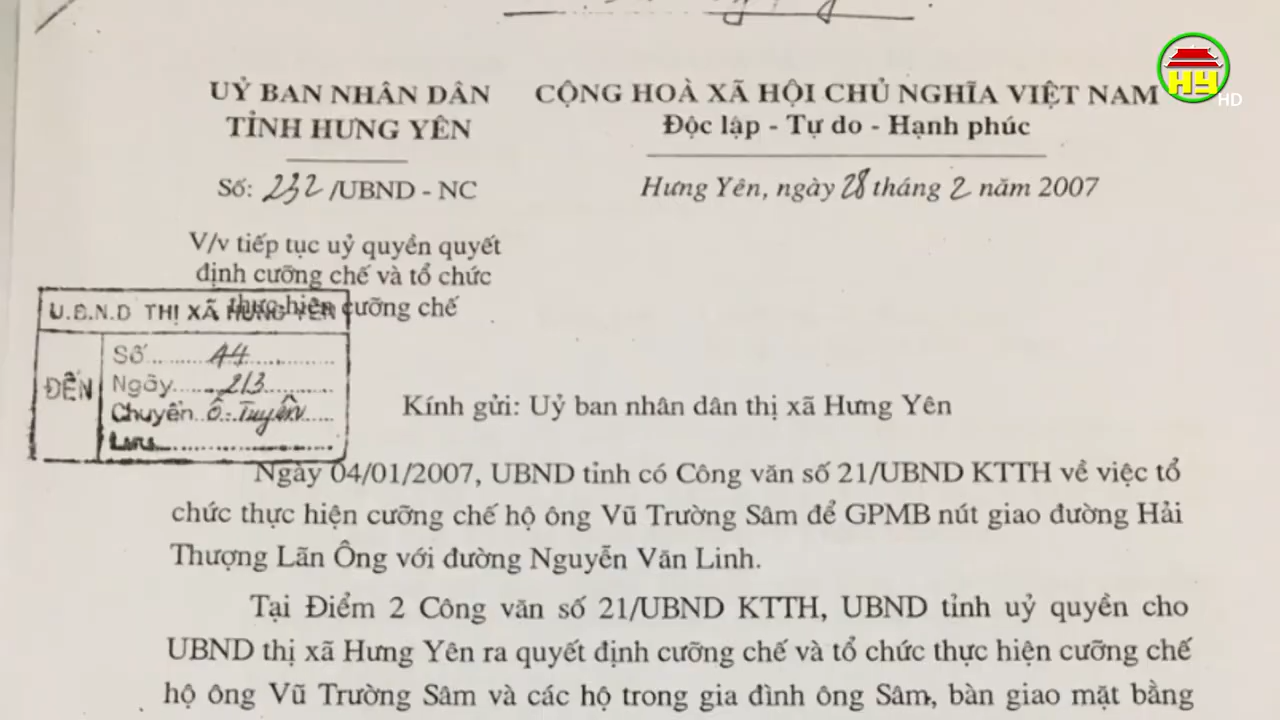 HY HD
UỶ BAN NHÂN DÂN
TỈNH HƯNG YÊN
CỘNG HOÀ XÃ HỘI CHỦ NGHĨA VIỆT NAM
Độc lập - Tự do - Hạnh phúc
Số: 232/UBND - NC
Hưng Yên, ngày 28 tháng 2 năm 2007
V/v tiếp tục uỷ quyền quyết
định cưỡng chế và tổ chức
thực hiện cưỡng chế
U.B.N.D THỊ XÃ HƯNG YÊN
ĐẾN
Số
Ngày
Chuyển
Kính gửi: Uỷ ban nhân dân thị xã Hưng Yên
Ngày 04/01/2007, UBND tỉnh có Công văn số 21/UBND KTTH về việc tổ
chức thực hiện cưỡng chế hộ ông Vũ Trường Sâm để GPMB nút giao đường Hải
Thượng Lãn Ông với đường Nguyễn Văn Linh.
Tại Điểm 2 Công văn số 21/UBND KTTH, UBND tỉnh uỷ quyền cho
UBND thị xã Hưng Yên ra quyết định cưỡng chế và tổ chức thực hiện cưỡng chế
hộ ông Vũ Trường Sâm và các hộ trong gia đình ông Sâm, bàn giao mặt bằng